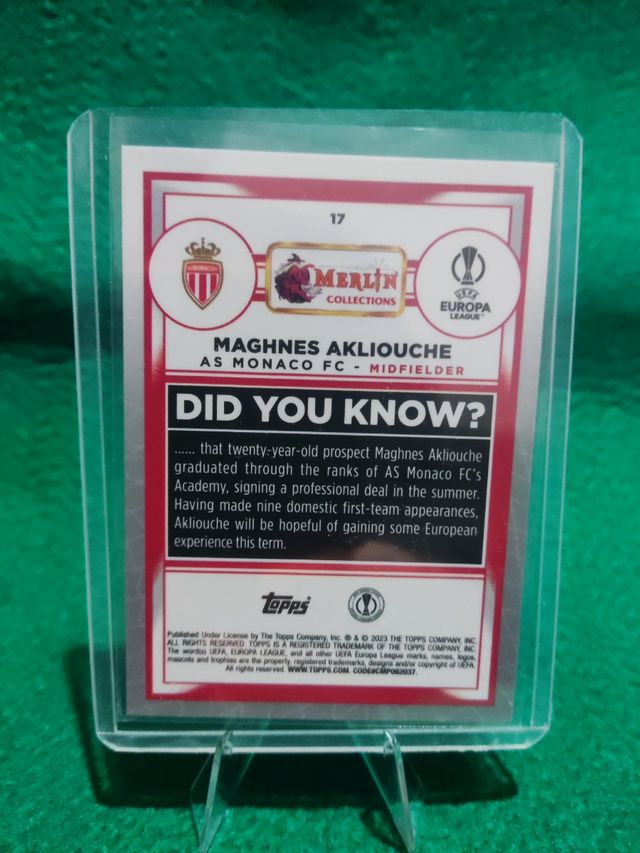 17
AS MONACO
MERLIN
COLLECTIONS
UEFA
EUROPA
LEAGUE™
MAGHNES AKLIOUCHE
AS MONACO FC - MIDFIELDER
DID YOU KNOW?
...... that twenty-year-old prospect Maghnes Akliouche
graduated through the ranks of AS Monaco FC's
Academy, signing a professional deal in the summer.
Having made nine domestic first-team appearances,
Akliouche will be hopeful of gaining some European
experience this term.
Topps
Published Under License by The Topps Company, Inc. ® & © 2023 THE TOPPS COMPANY, INC.
ALL RIGHTS RESERVED. TOPPS IS A REGISTERED TRADEMARK OF THE TOPPS COMPANY, INC.
The word(s) UEFA, EUROPA LEAGUE, and all other UEFA Europa League marks, names, logos,
mascots and trophies are the property, registered trademarks, designs and/or copyright of UEFA.
All rights reserved. WWW.TOPPS.COM. CODE#CMP062037.